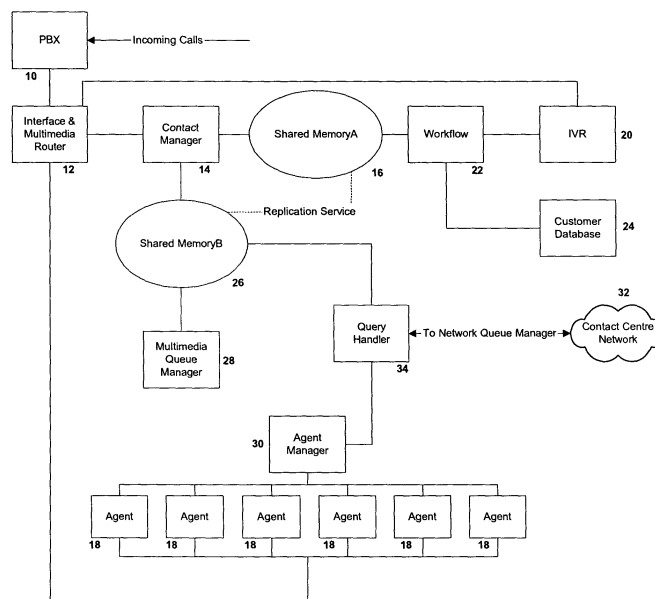 PBX
Incoming Calls
10
Interface &
Multimedia
Router
12
Contact
Manager
14
Shared MemoryA
16
Workflow
22
IVR
20
Replication Service
Customer
Database
24
Shared MemoryB
26
32
Contact Centre
Network
Query
Handler
34
To Network Queue Manager
Multimedia
Queue
Manager
28
30
Agent
Manager
Agent
Agent
Agent
Agent
Agent
Agent
18
18
18
18
18
18